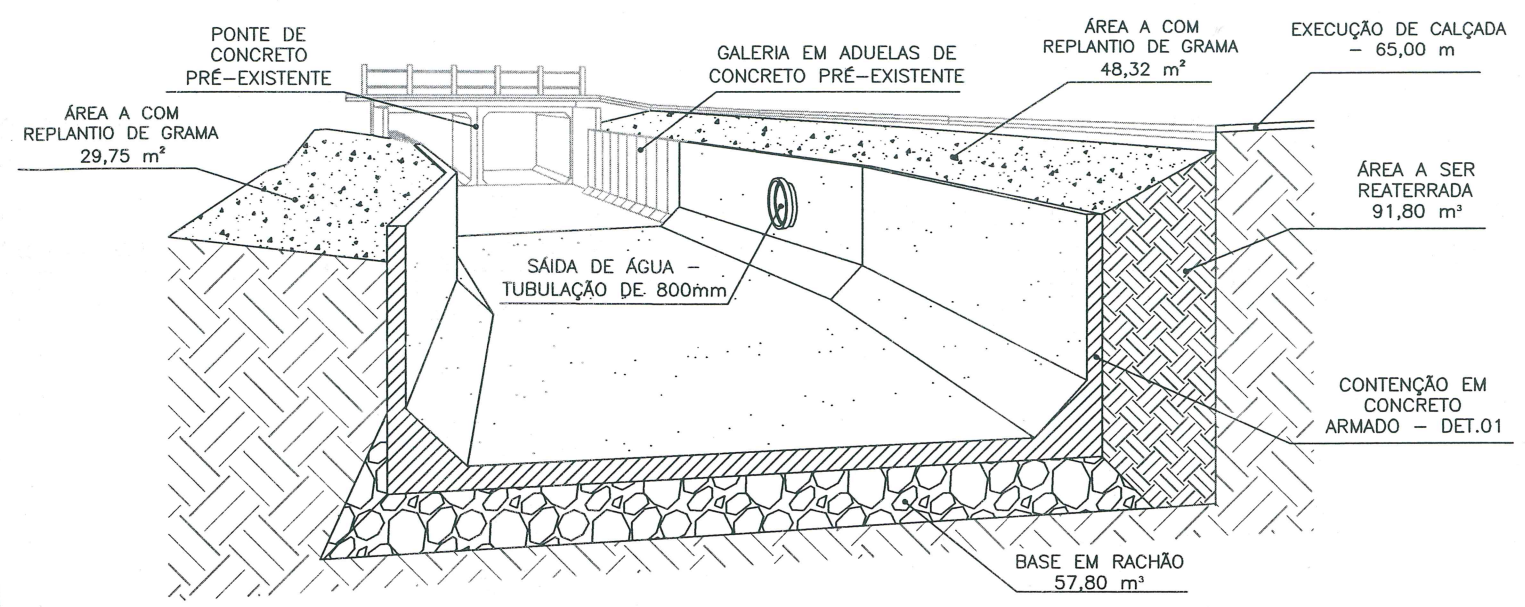 PONTE DE
CONCRETO
PRÉ-EXISTENTE
ÁREA A COM
REPLANTIO DE GRAMA
29,75 m²
GALERIA EM ADUELAS DE
CONCRETO PRÉ-EXISTENTE
ÁREA A COM
REPLANTIO DE GRAMA
48,32 m²
EXECUÇÃO DE CALÇADA
- 65,00 m
ÁREA A SER
REATERRADA
91,80 m³
SÁIDA DE ÁGUA -
TUBULAÇÃO DE 800mm
CONTENÇÃO EM
CONCRETO
ARMADO - DET.01
BASE EM RACHÃO
57,80 m³